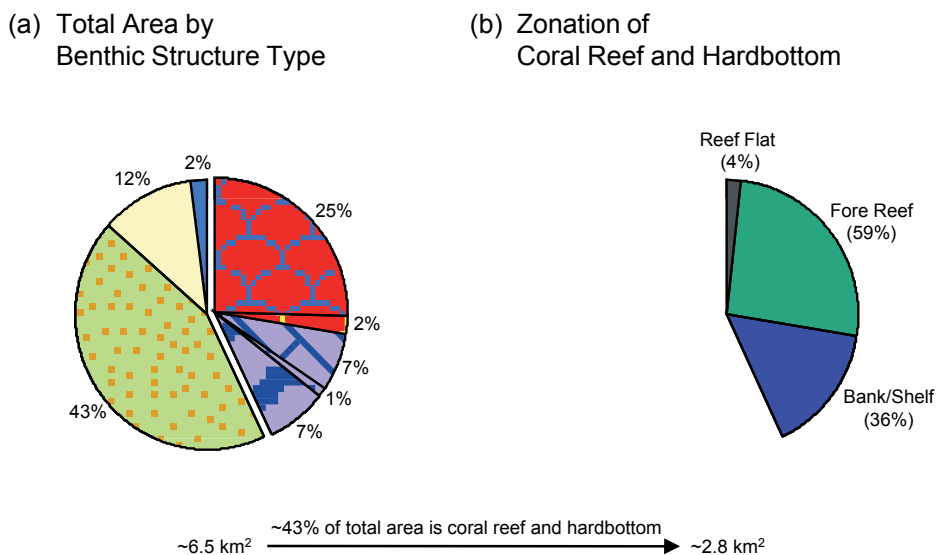 (a) Total Area by
Benthic Structure Type
(b) Zonation of
Coral Reef and Hardbottom
2%
12%
25%
2%
7%
1%
7%
43%
Reef Flat
(4%)
Fore Reef
(59%)
Bank/Shelf
(36%)
~43% of total area is coral reef and hardbottom
~6.5 km²
~2.8 km²